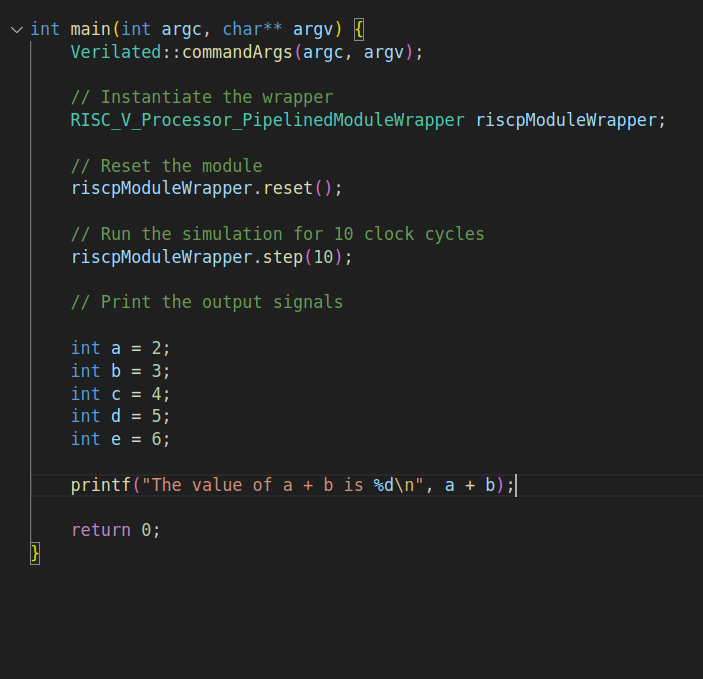 int main(int argc, char** argv) {
    Verilated::commandArgs(argc, argv);
    // Instantiate the wrapper
    RISC_V_Processor_PipelinedModuleWrapper riscpModuleWrapper;
    // Reset the module
    riscpModuleWrapper.reset();
    // Run the simulation for 10 clock cycles
    riscpModuleWrapper.step(10);
    // Print the output signals
    int a = 2;
    int b = 3;
    int c = 4;
    int d = 5;
    int e = 6;
    printf("The value of a + b is %d\n", a + b);
    return 0;
}